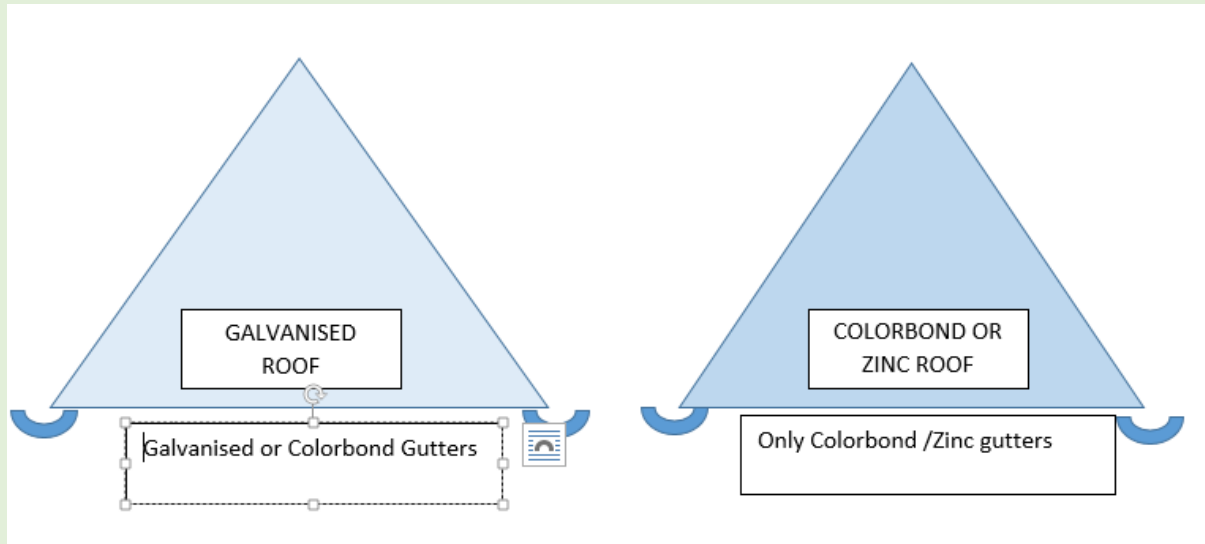 GALVANISED
ROOF
Galvanised or Colorbond Gutters
COLORBOND OR
ZINC ROOF
Only Colorbond /Zinc gutters